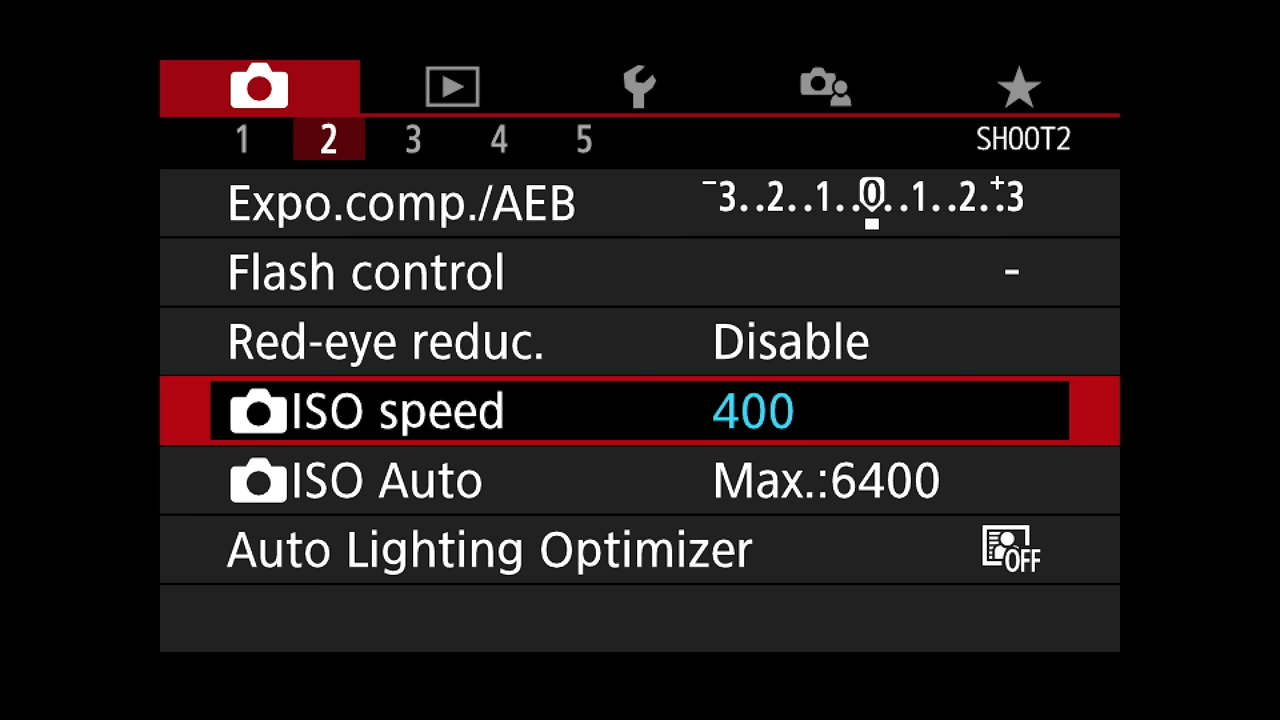 1 2 3 4 5 SHOOT2
Expo.comp./AEB -3..2..1..0..1..2..+3
Flash control -
Red-eye reduc. Disable
ISO speed 400
ISO Auto Max.:6400
Auto Lighting Optimizer OFF